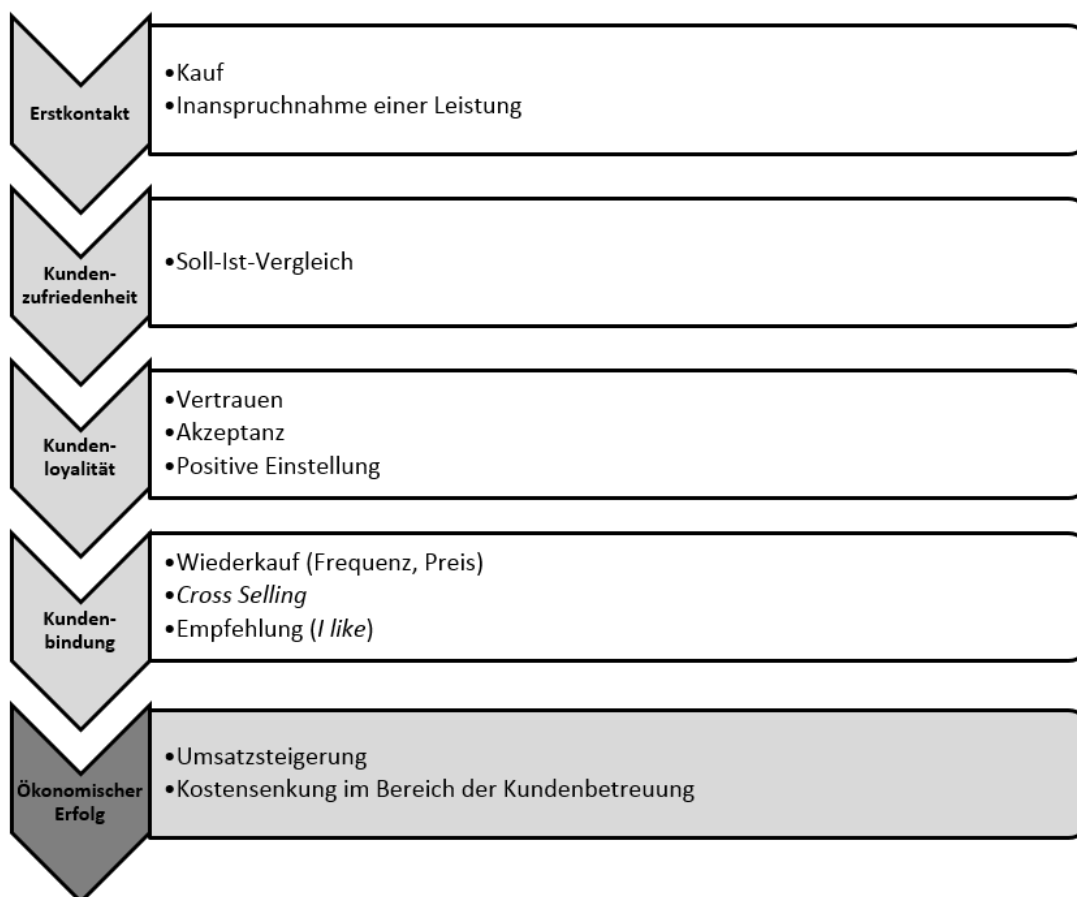 Erstkontakt
•Kauf
•Inanspruchnahme einer Leistung
Kunden-
zufriedenheit
•Soll-Ist-Vergleich
Kunden-
loyalität
•Vertrauen
•Akzeptanz
•Positive Einstellung
Kunden-
bindung
•Wiederkauf (Frequenz, Preis)
•Cross Selling
•Empfehlung (I like)
Ökonomischer
Erfolg
•Umsatzsteigerung
•Kostensenkung im Bereich der Kundenbetreuung